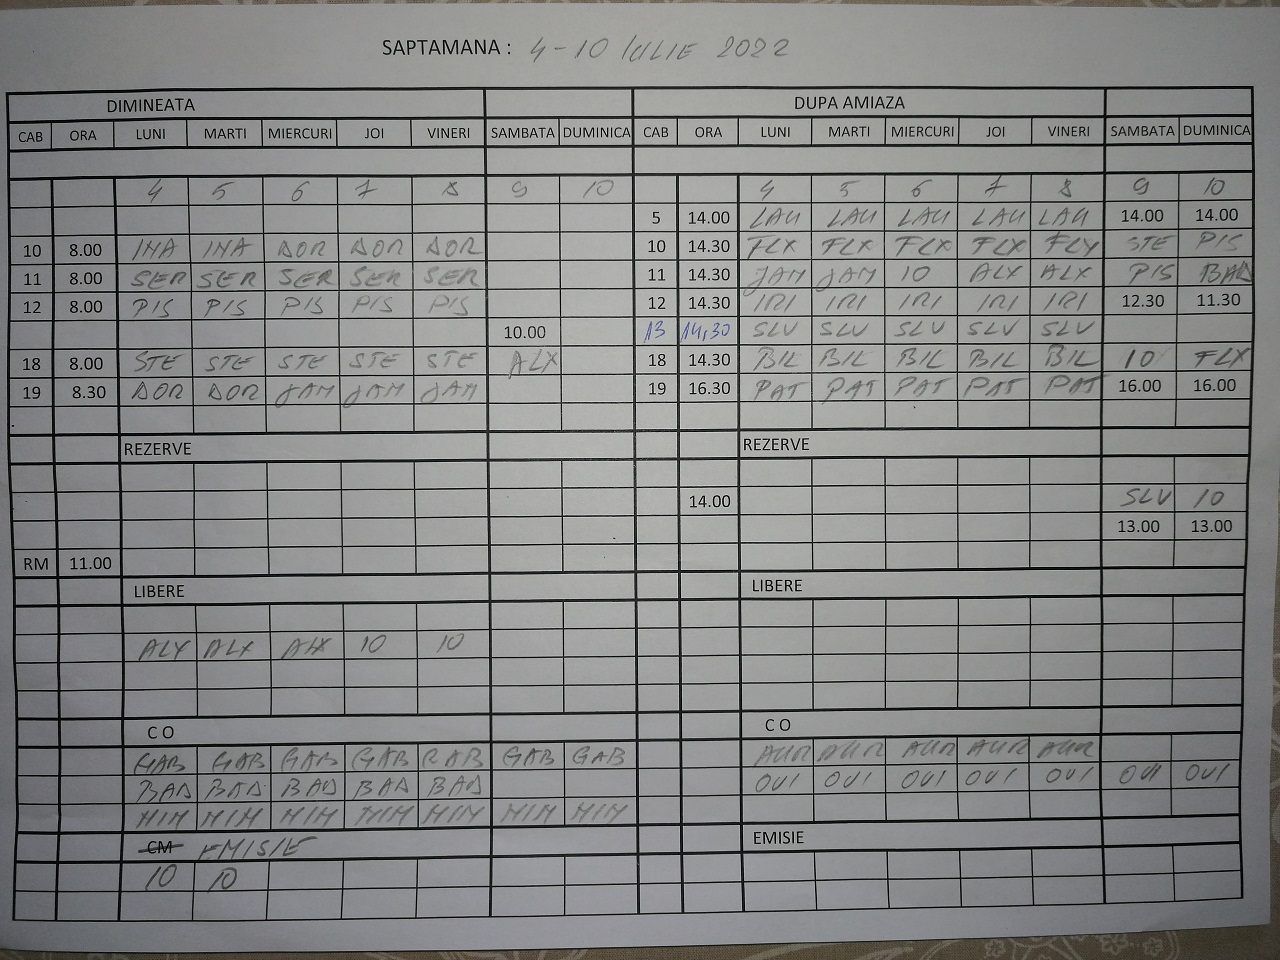 SAPTAMANA : 4-10 IULIE 2022
DIMINEATA DUPA AMIAZA
CAB ORA LUNI MARTI MIERCURI JOI VINERI SAMBATA DUMINICA CAB ORA LUNI MARTI MIERCURI JOI VINERI SAMBATA DUMINICA
4 5 6 7 8 9 10 4 5 6 7 8 9 10
5 14.00 LAU LAU LAU LAU LAU 14.00 14.00
10 8.00 INA INA DOR DOR DOR 10 14.30 FLX FLX FLX FLX FLX STE PIS
11 8.00 SER SER SER SER SER 11 14.30 JAM JAM 10 ALX ALX PIS BAD
12 8.00 PIS PIS PIS PIS PIS 12 14.30 IRI IRI IRI IRI IRI 12.30 11.30
10.00 13 14,30 SLV SLV SLV SLV SLV
18 8.00 STE STE STE STE STE ALX 18 14.30 BIL BIL BIL BIL BIL 10 FLX
19 8.30 DOR DOR JAM JAM JAM 19 16.30 PAT PAT PAT PAT PAT 16.00 16.00
REZERVE REZERVE
14.00 SLV 10
13.00 13.00
RM 11.00
LIBERE LIBERE
ALX ALX ALX 10 10
CO CO
GAB GAB GAB GAB GAB GAB GAB AUR AUR AUR AUR AUR
BAD BAD BAD BAD BAD OVI OVI OVI OVI OVI OVI OVI
MIH MIH MIH MIH MIH MIH MIH
CM EMISIE EMISIE
10 10